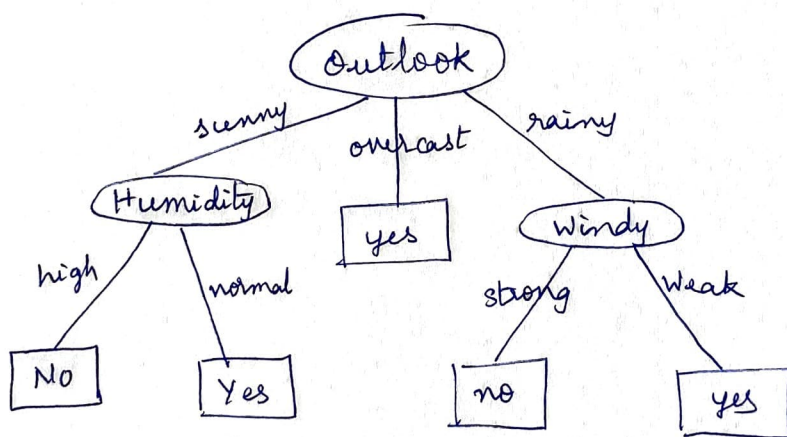 Outlook
sunny
overcast
rainy
Humidity
yes
windy
high
normal
strong
Weak
No
Yes
no
yes